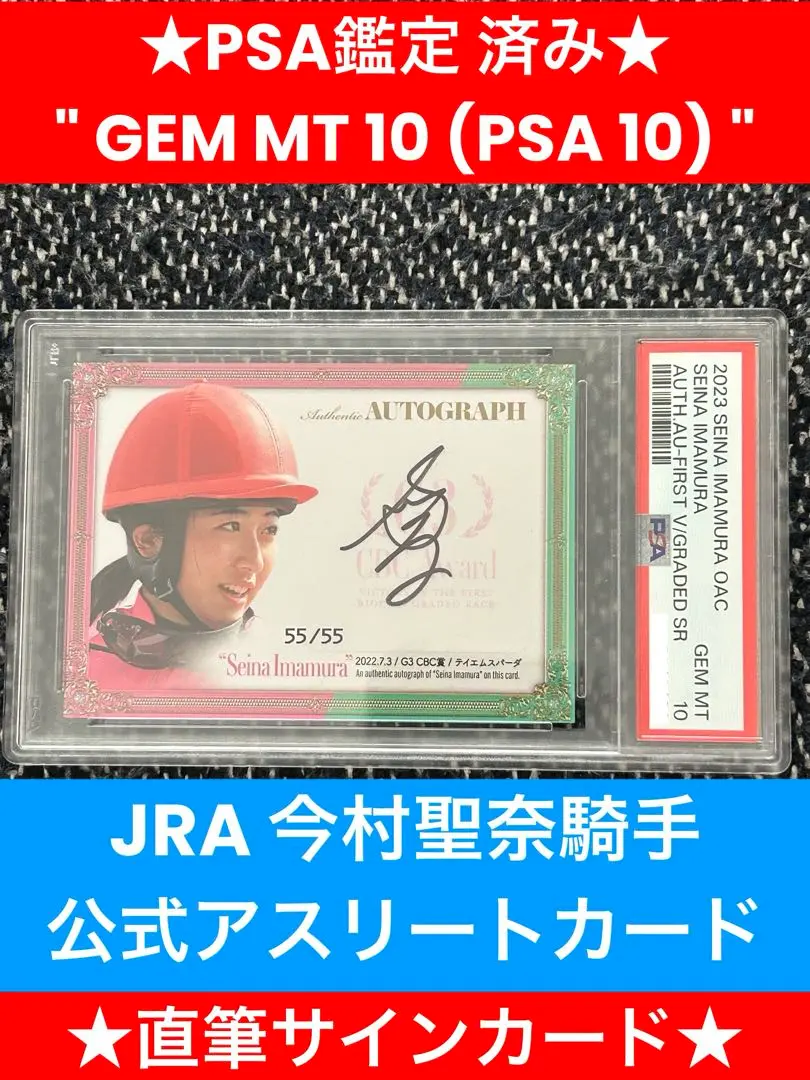 ★PSA鑑定 済み★
" GEM MT 10 (PSA 10) "
Authentic AUTOGRAPH
CBC Award
55/55
"Seina Imamura" 2022.7.3 / G3 CBC賞 / テイエムスパーダ
An authentic autograph of "Seina Imamura" on this card.
2023 SEINA IMAMURA OAC
SEINA IMAMURA GEM MT
AUTH.AU-FIRST V/GRADED SR 10
PSA
JRA 今村聖奈騎手
公式アスリートカード
★直筆サインカード★